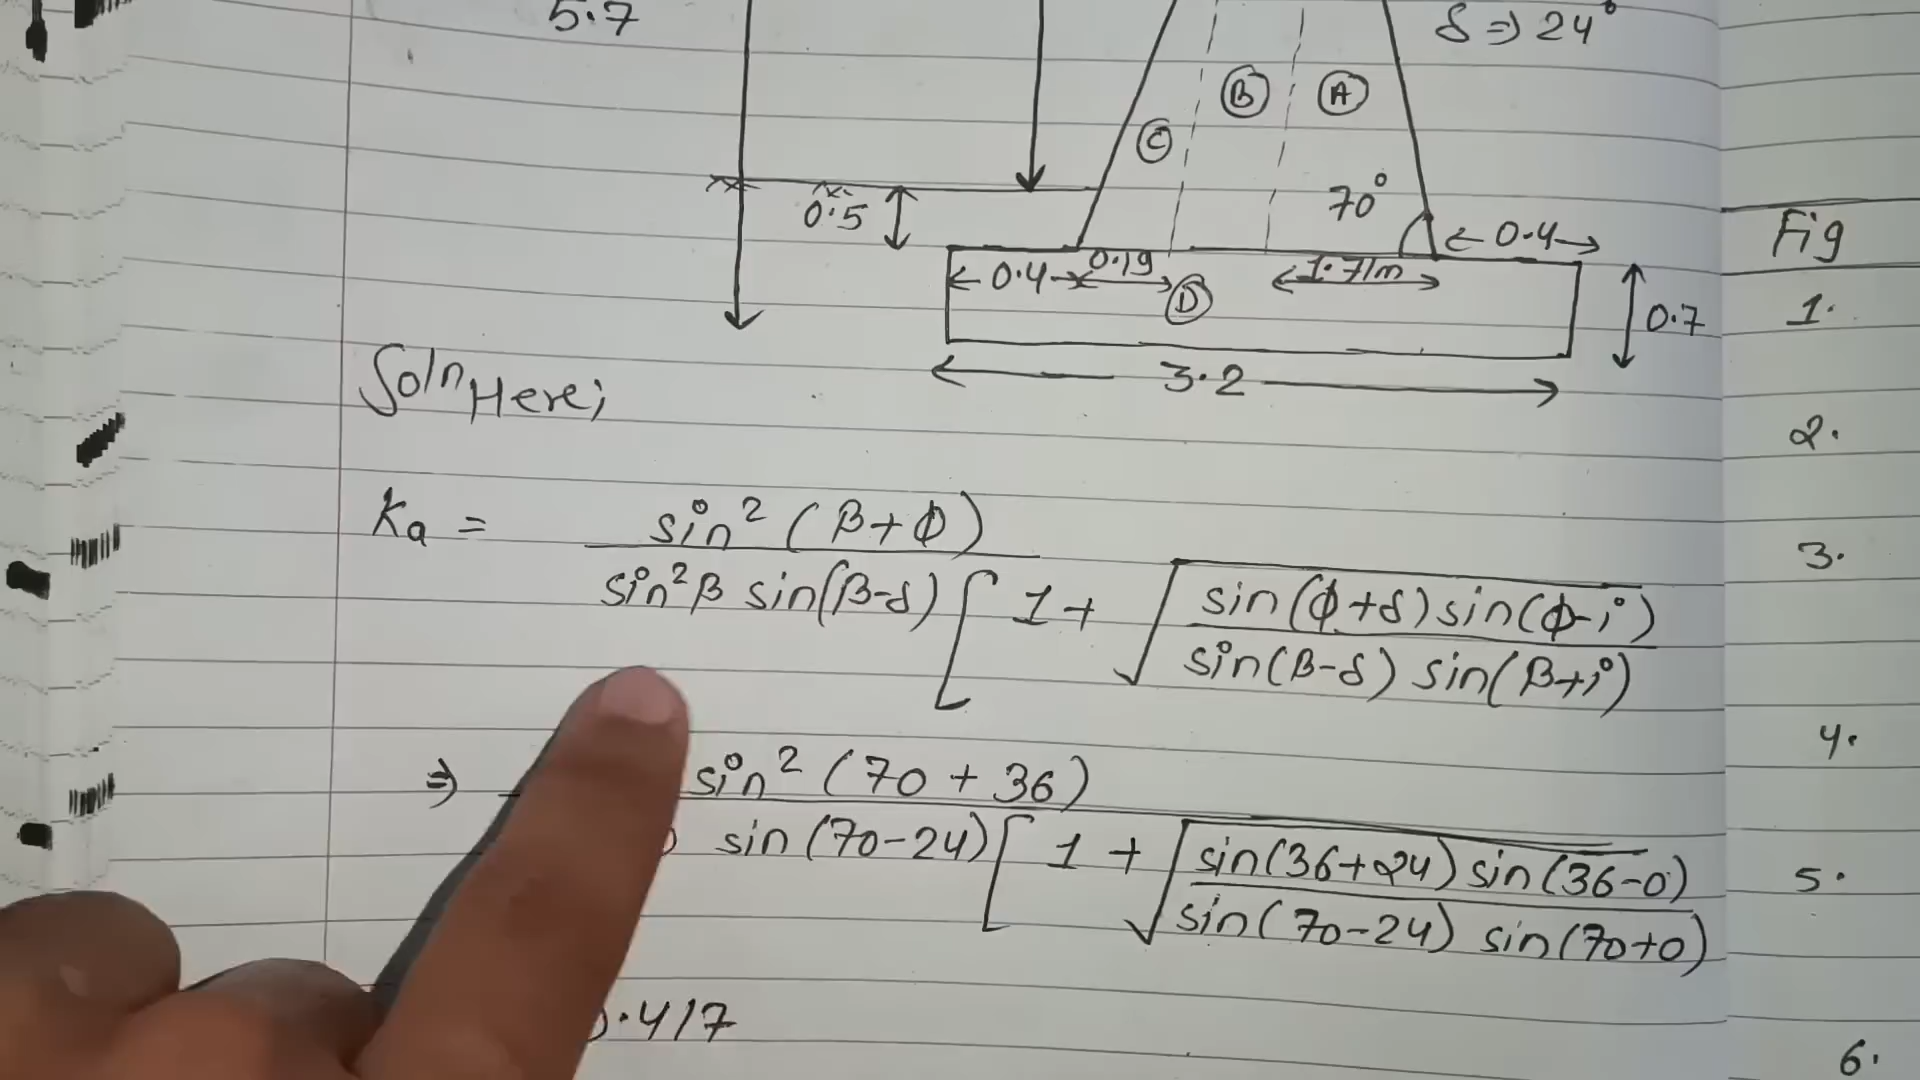 5.7
δ ⇒ 24°
B
A
C
70°
0.5
0.4
Fig
0.4
0.19
1.71m
D
0.7
1.
3.2
Soln Here;
2.
Ka = sin² (β+φ)
sin²β sin(β-δ) [ 1 + √ sin(φ+δ) sin(φ-i)
sin(β-δ) sin(β+i)
3.
4.
⇒ sin² (70 + 36)
sin (70-24) [ 1 + √ sin(36+24) sin(36-0)
sin(70-24) sin(70+0)
5.
.417
6.